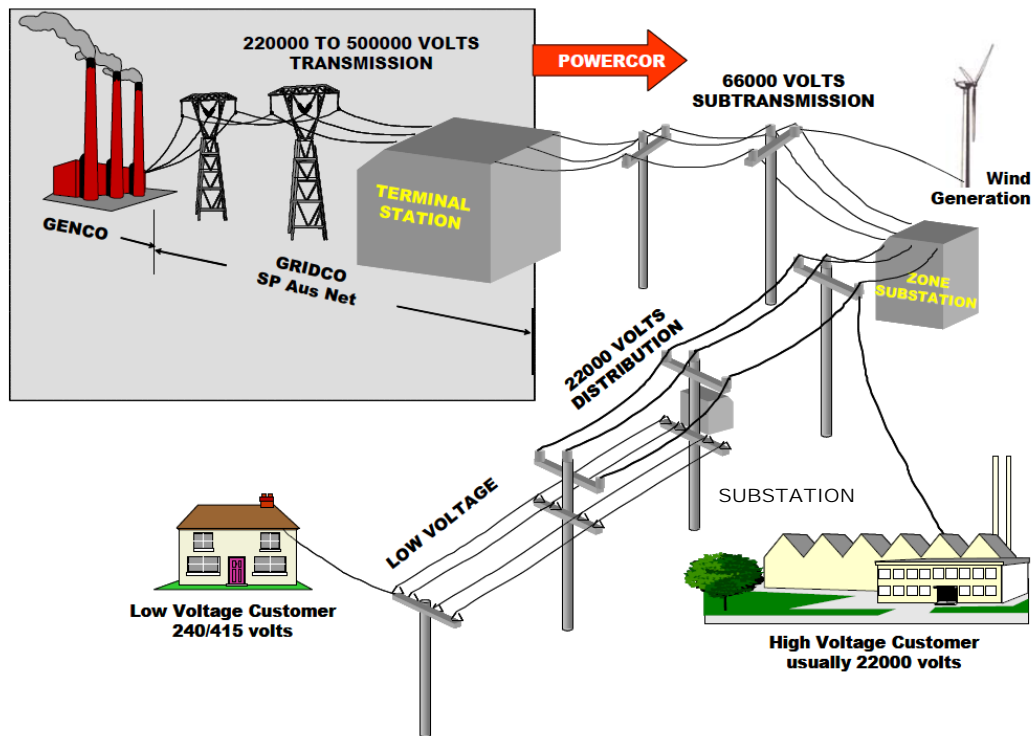 220000 TO 500000 VOLTS
TRANSMISSION
POWERCOR
66000 VOLTS
SUBTRANSMISSION
TERMINAL
STATION
Wind
Generation
GENCO
GRIDCO
SP Aus Net
ZONE
SUBSTATION
22000 VOLTS
DISTRIBUTION
LOW VOLTAGE
SUBSTATION
Low Voltage Customer
240/415 volts
High Voltage Customer
usually 22000 volts